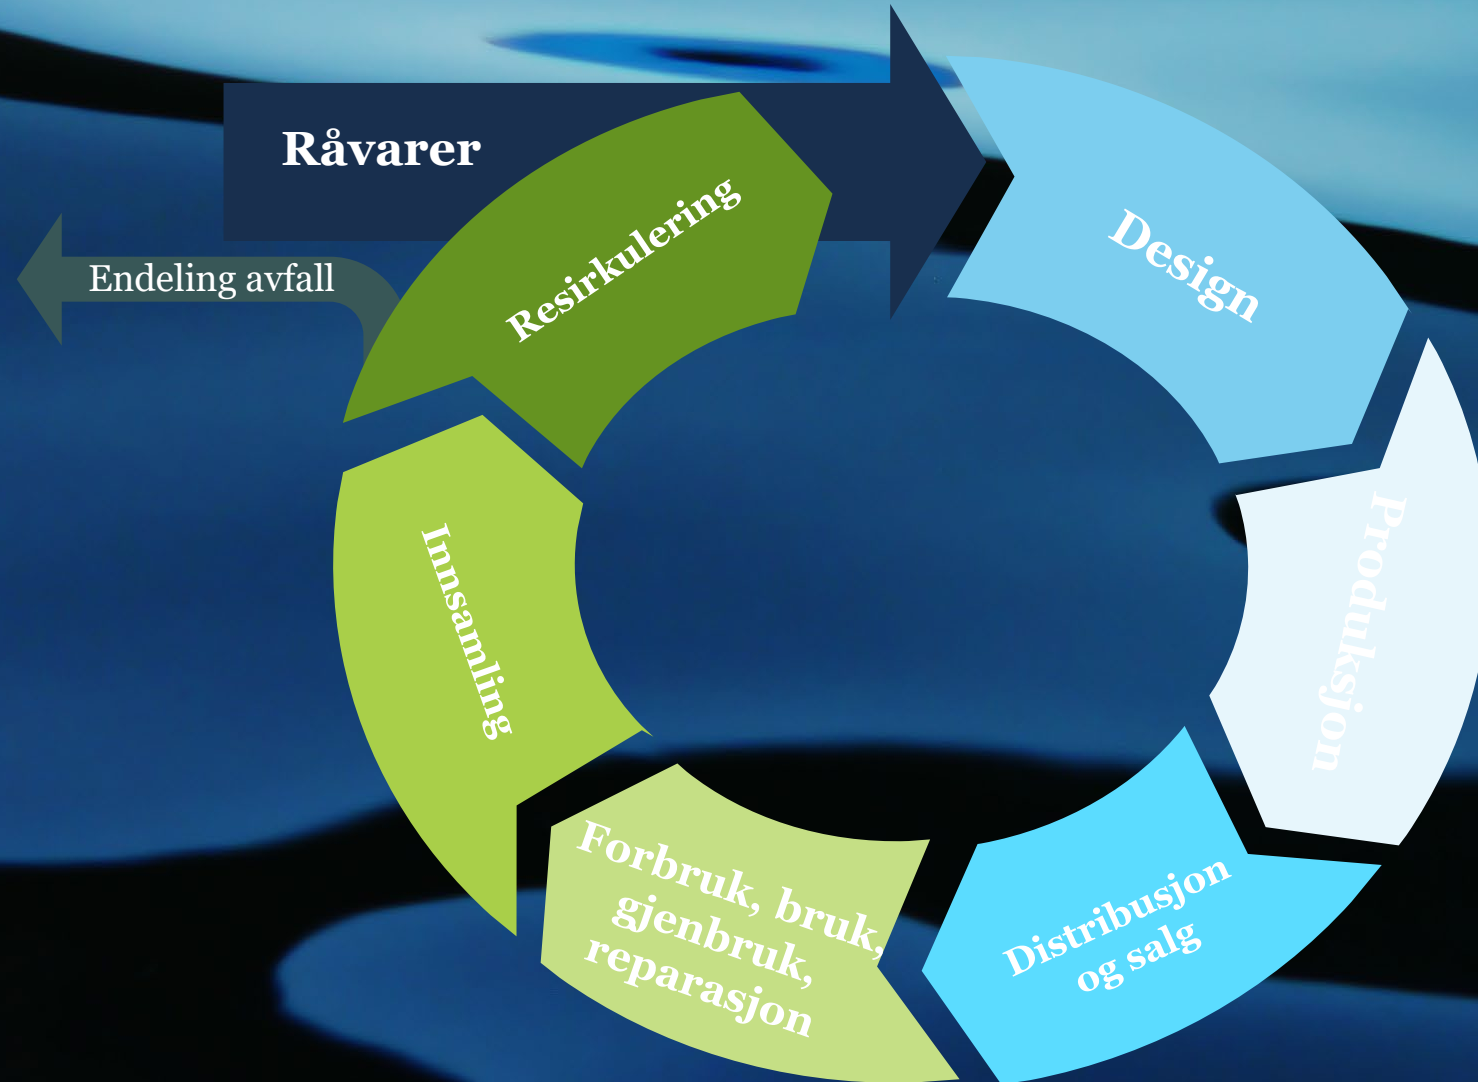 Råvarer
Endeling avfall
Resirkulering
Design
Produksjon
Distribusjon
og salg
Forbruk, bruk,
gjenbruk,
reparasjon
Innsamling